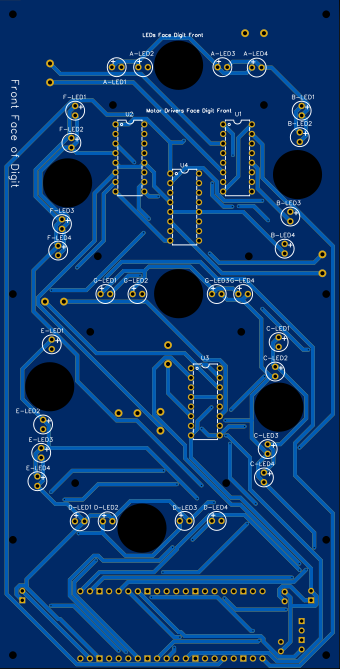 LEDs Face Digit Front
A-LED2
A-LED3
A-LED4
A-LED1
Front Face of Digit
F-LED1
B-LED1
Motor Drivers Face Digit Front
U2
U1
B-LED2
F-LED2
U4
F-LED3
B-LED3
F-LED4
B-LED4
G-LED1
G-LED2
G-LED3
G-LED4
E-LED1
C-LED1
U3
C-LED2
E-LED2
E-LED3
C-LED3
E-LED4
C-LED4
D-LED1
D-LED2
D-LED3
D-LED4